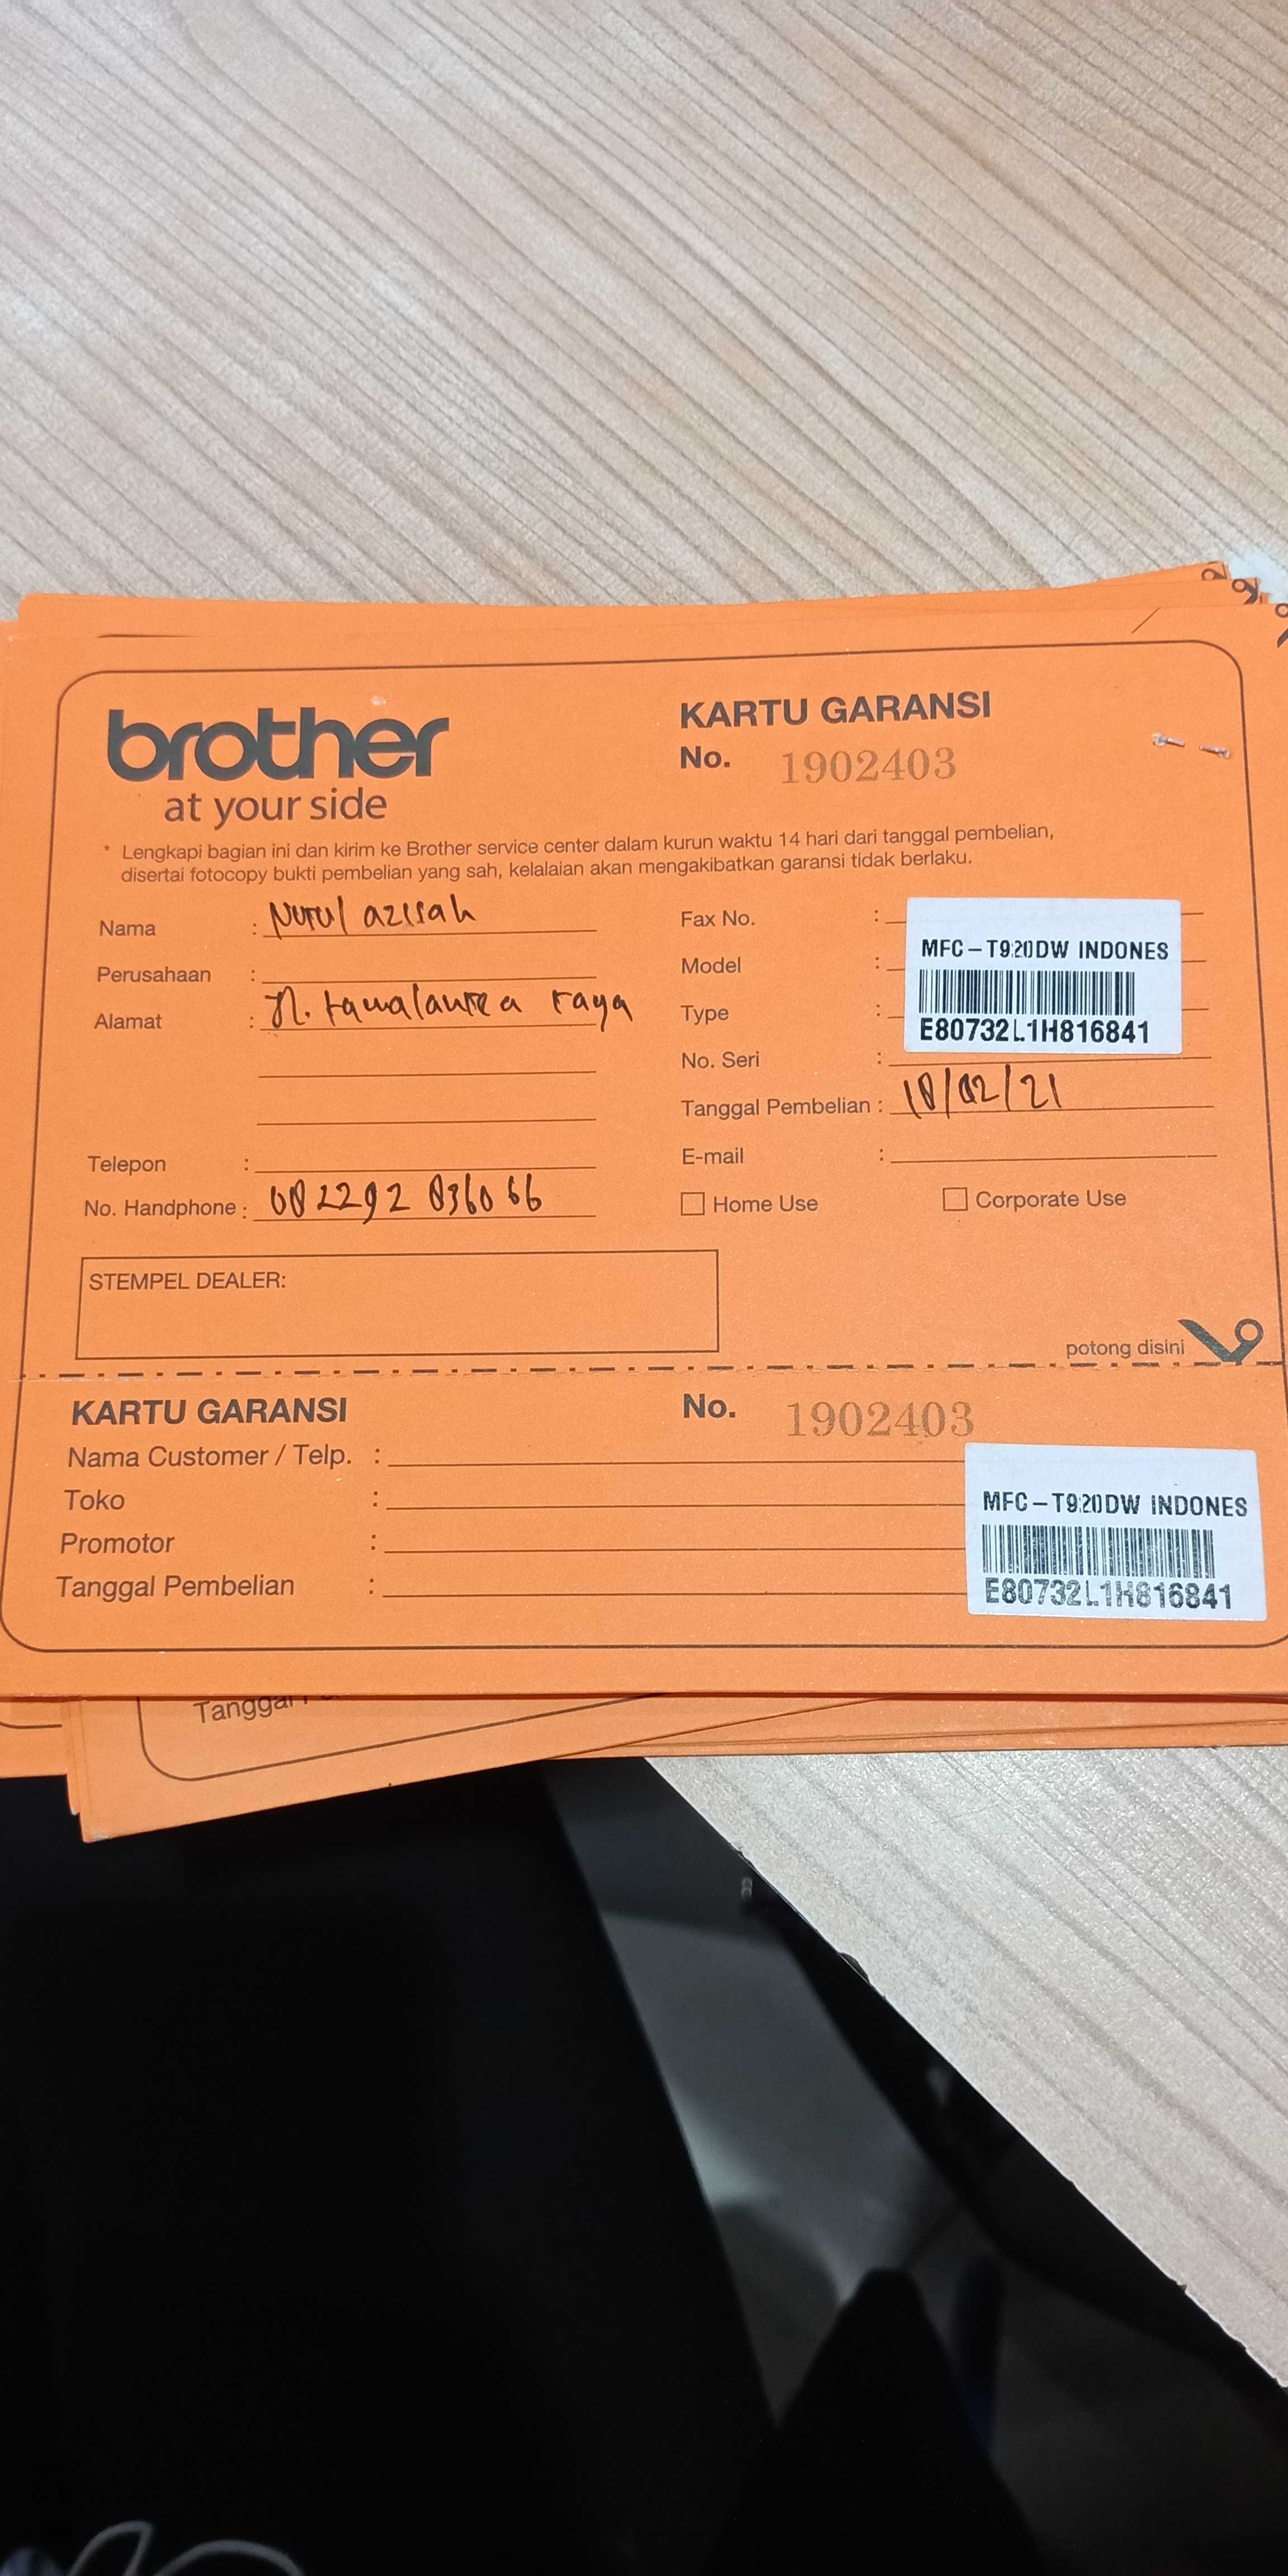 brother
at your side
KARTU GARANSI
No. 1902403
* Lengkapi bagian ini dan kirim ke Brother service center dalam kurun waktu 14 hari dari tanggal pembelian,
disertai fotocopy bukti pembelian yang sah, kelalaian akan mengakibatkan garansi tidak berlaku.
Nama : Nurul azisah
Perusahaan :
Alamat : Jl. tamalanrea raya
Telepon :
No. Handphone : 082292 836066
Fax No. :
Model :
Type :
No. Seri :
MFC-T920DW INDONES
E80732L1H816841
Tanggal Pembelian : 18/02/21
E-mail :
Home Use
Corporate Use
STEMPEL DEALER:
potong disini
KARTU GARANSI
No. 1902403
Nama Customer / Telp. :
Toko :
Promotor :
Tanggal Pembelian :
MFC-T920DW INDONES
E80732L1H816841
Tanggal